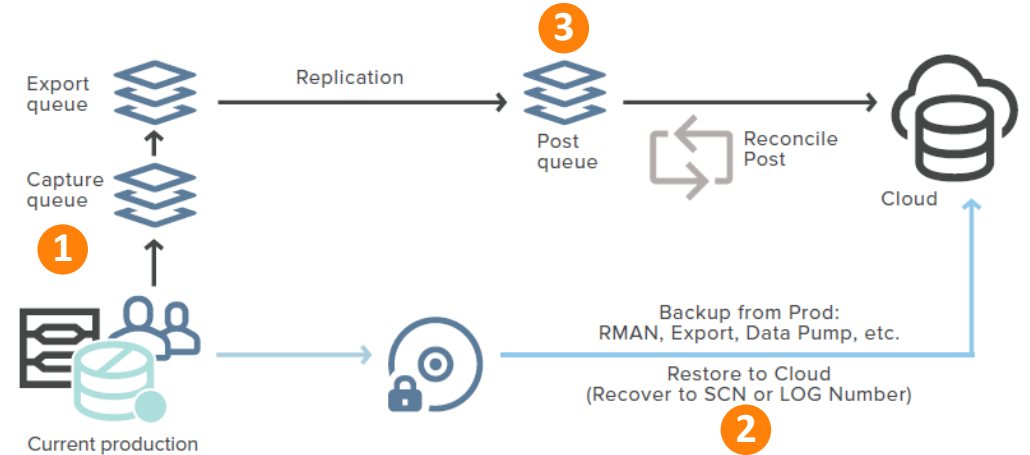 3
Export
queue
Replication
Post
queue
Reconcile
Post
Capture
queue
Cloud
1
Backup from Prod:
RMAN, Export, Data Pump, etc.
Restore to Cloud
(Recover to SCN or LOG Number)
2
Current production